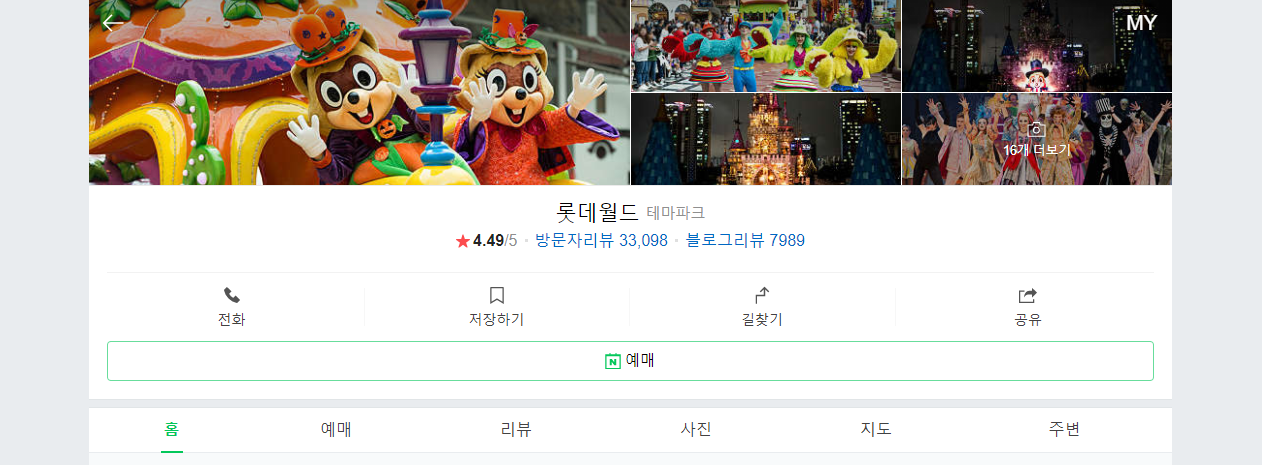 MY
16개 더보기
롯데월드 테마파크
4.49/5 · 방문자리뷰 33,098 · 블로그리뷰 7989
전화 저장하기 길찾기 공유
N 예매
홈 예매 리뷰 사진 지도 주변